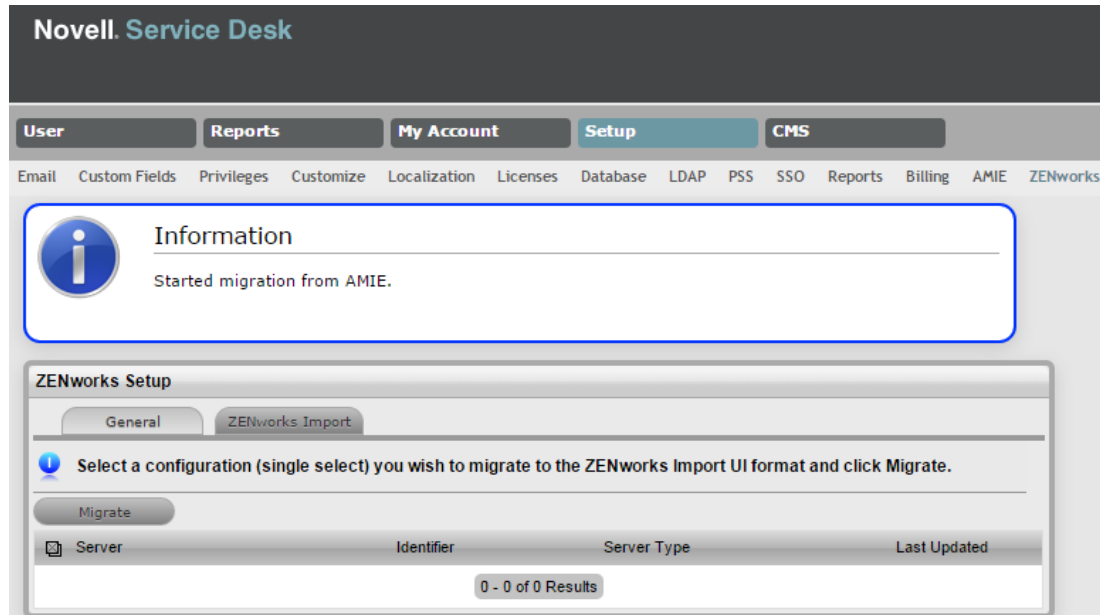 Novell. Service Desk
User Reports My Account Setup CMS
Email Custom Fields Privileges Customize Localization Licenses Database LDAP PSS SSO Reports Billing AMIE ZENworks
Information
Started migration from AMIE.
ZENworks Setup
General ZENworks Import
Select a configuration (single select) you wish to migrate to the ZENworks Import UI format and click Migrate.
Migrate
Server Identifier Server Type Last Updated
0 - 0 of 0 Results